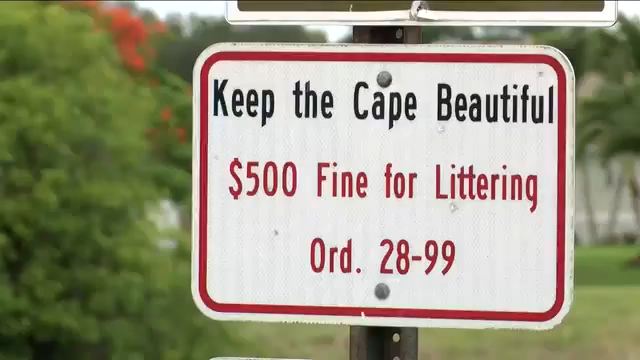 Keep the Cape Beautiful
$500 Fine for Littering
Ord. 28-99